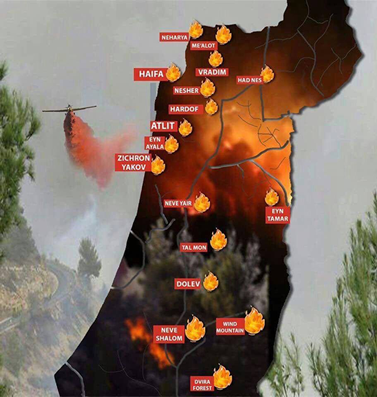 NEHARYA
ME'ALOT
VRADIM
HAIFA
HAD NES
NESHER
HARDOF
ATLIT
EYN
AYALA
ZICHRON
YAKOV
NEVE YAIR
EYN
TAMAR
TAL MON
DOLEV
NEVE
SHALOM
WIND
MOUNTAIN
DVIRA
FOREST